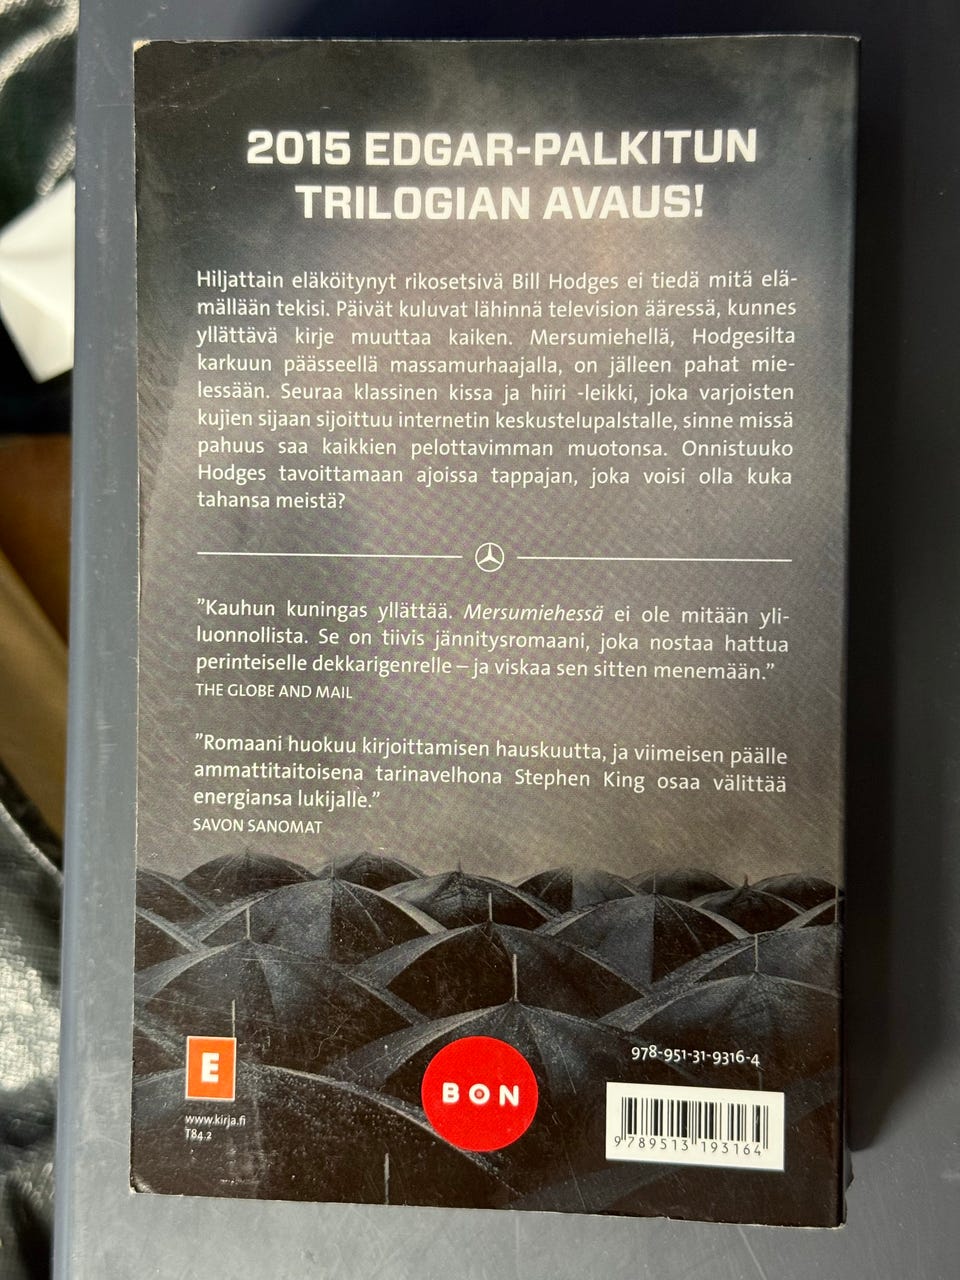 2015 EDGAR-PALKITUN
TRILOGIAN AVAUS!
Hiljattain eläköitynyt rikosetsivä Bill Hodges ei tiedä mitä elä-
mällään tekisi. Päivät kuluvat lähinnä television ääressä, kunnes
yllättävä kirje muuttaa kaiken. Mersumiehellä, Hodgesilta
karkuun päässeellä massamurhaajalla, on jälleen pahat mie-
lessään. Seuraa klassinen kissa ja hiiri -leikki, joka varjoisten
kujien sijaan sijoittuu internetin keskustelupalstalle, sinne missä
pahuus saa kaikkien pelottavimman muotonsa. Onnistuuko
Hodges tavoittamaan ajoissa tappajan, joka voisi olla kuka
tahansa meistä?
”Kauhun kuningas yllättää. Mersumiehessä ei ole mitään yli-
luonnollista. Se on tiivis jännitysromaani, joka nostaa hattua
perinteiselle dekkarigenrelle – ja viskaa sen sitten menemään.”
THE GLOBE AND MAIL
”Romaani huokuu kirjoittamisen hauskuutta, ja viimeisen päälle
ammattitaitoisena tarinavelhona Stephen King osaa välittää
energiansa lukijalle.”
SAVON SANOMAT
E
www.kirja.fi
T84.2
BON
978-951-31-9316-4
9 789513 193164